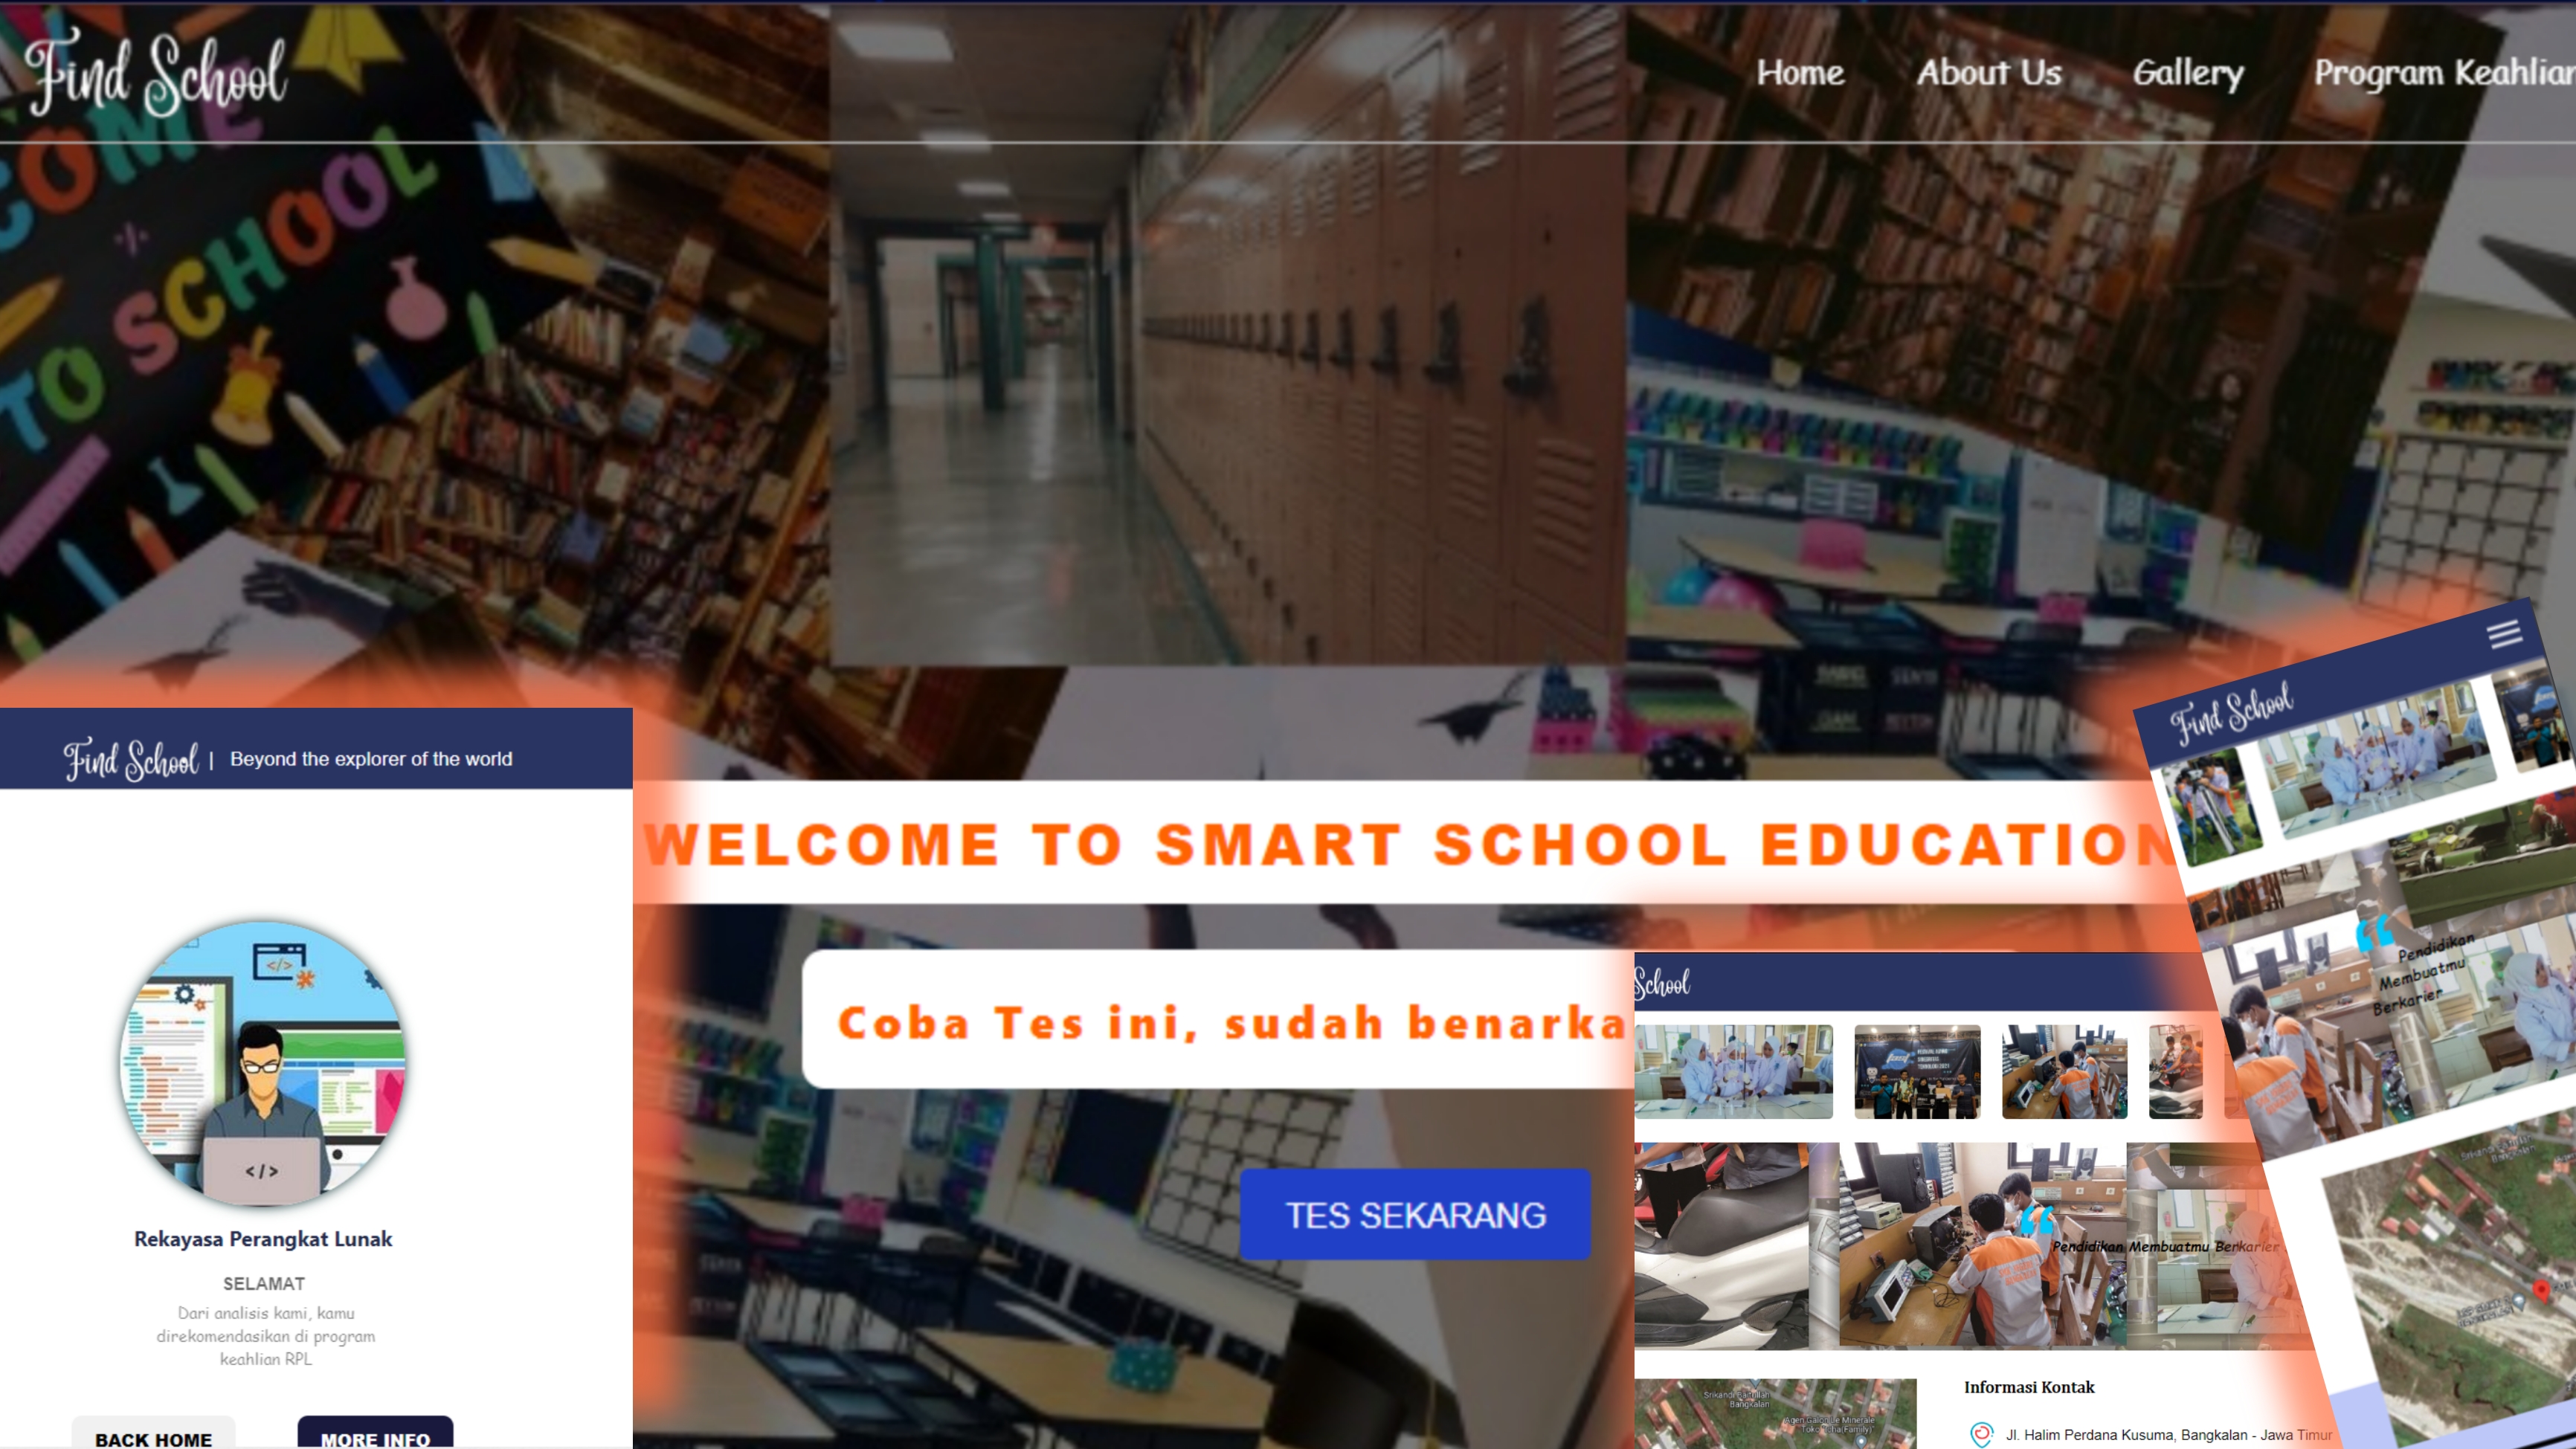 Find School
Home
About Us
Gallery
Program Keahlian
COME
TO SCHOOL
Find School | Beyond the explorer of the world
WELCOME TO SMART SCHOOL EDUCATION
Coba Tes ini, sudah benarka
TES SEKARANG
</>
</>
Rekayasa Perangkat Lunak
SELAMAT
Dari analisis kami, kamu
direkomendasikan di program
keahlian RPL
BACK HOME
MORE INFO
School
Pendidikan Membuatmu Berkarier
Informasi Kontak
Jl. Halim Perdana Kusuma, Bangkalan - Jawa Timur
Bangkalan
Find School
Pendidikan
Membuatmu
Berkarier